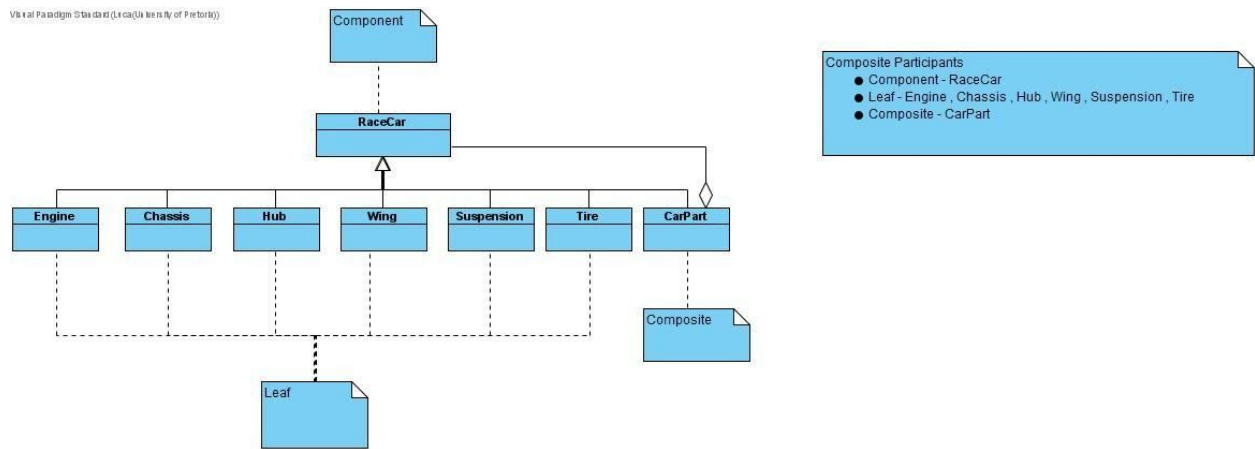 Visual Paradigm Standard(Luca(University of Pretoria))
Component
Composite Participants
● Component - RaceCar
● Leaf - Engine , Chassis , Hub , Wing , Suspension , Tire
● Composite - CarPart
RaceCar
Engine
Chassis
Hub
Wing
Suspension
Tire
CarPart
Composite
Leaf